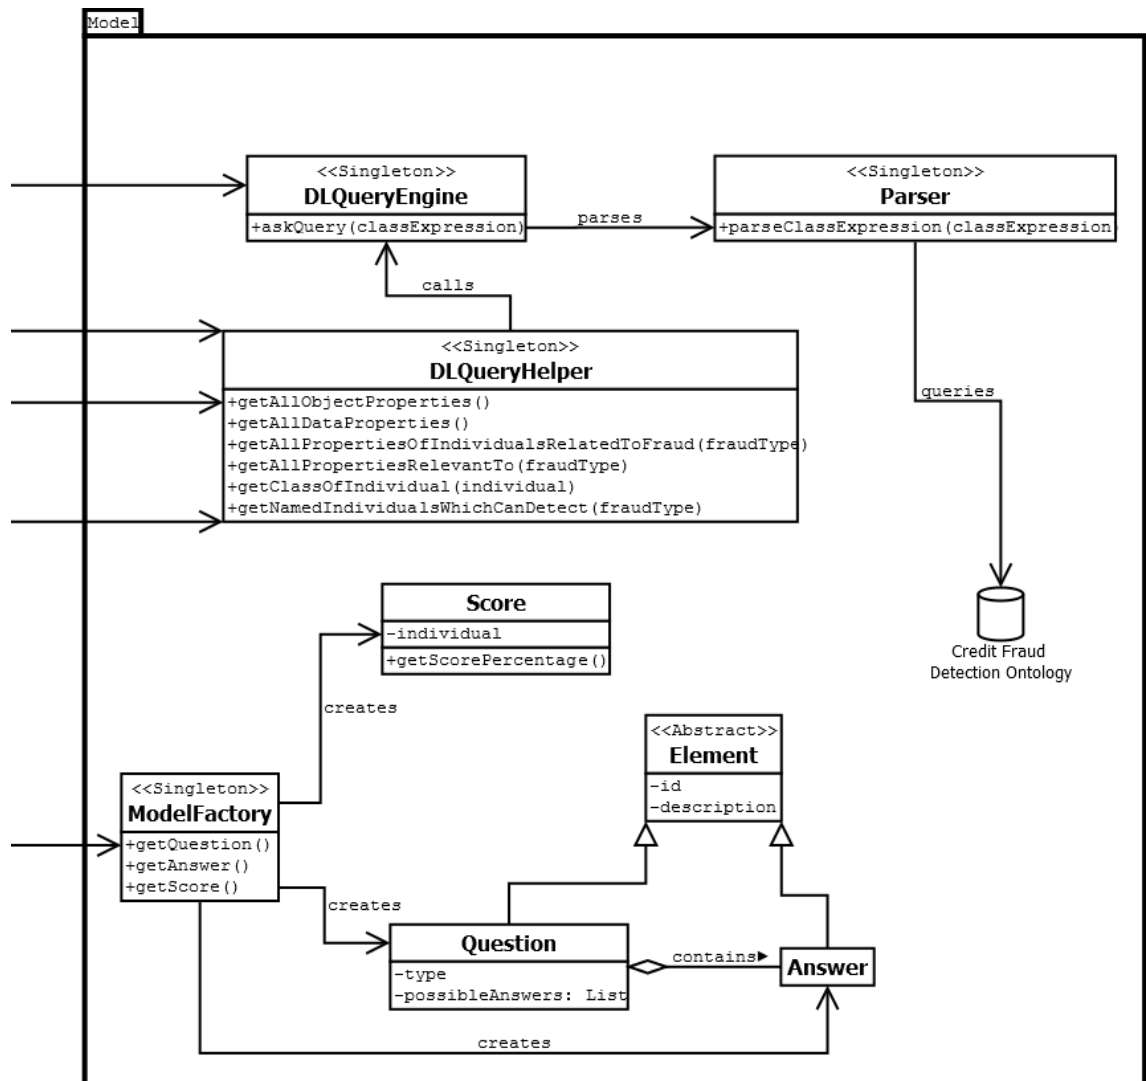 Model
<<Singleton>>
DLQueryEngine
+askQuery(classExpression)
parses
<<Singleton>>
Parser
+parseClassExpression(classExpression
calls
<<Singleton>>
DLQueryHelper
+getAllObjectProperties()
+getAllDataProperties()
+getAllPropertiesOfIndividualsRelatedToFraud(fraudType)
+getAllPropertiesRelevantTo(fraudType)
+getClassOfIndividual(individual)
+getNamedIndividualsWhichCanDetect(fraudType)
queries
Credit Fraud
Detection Ontology
Score
-individual
+getScorePercentage()
creates
<<Abstract>>
Element
-id
-description
<<Singleton>>
ModelFactory
+getQuestion()
+getAnswer()
+getScore()
creates
Question
-type
-possibleAnswers: List
contains
Answer
creates